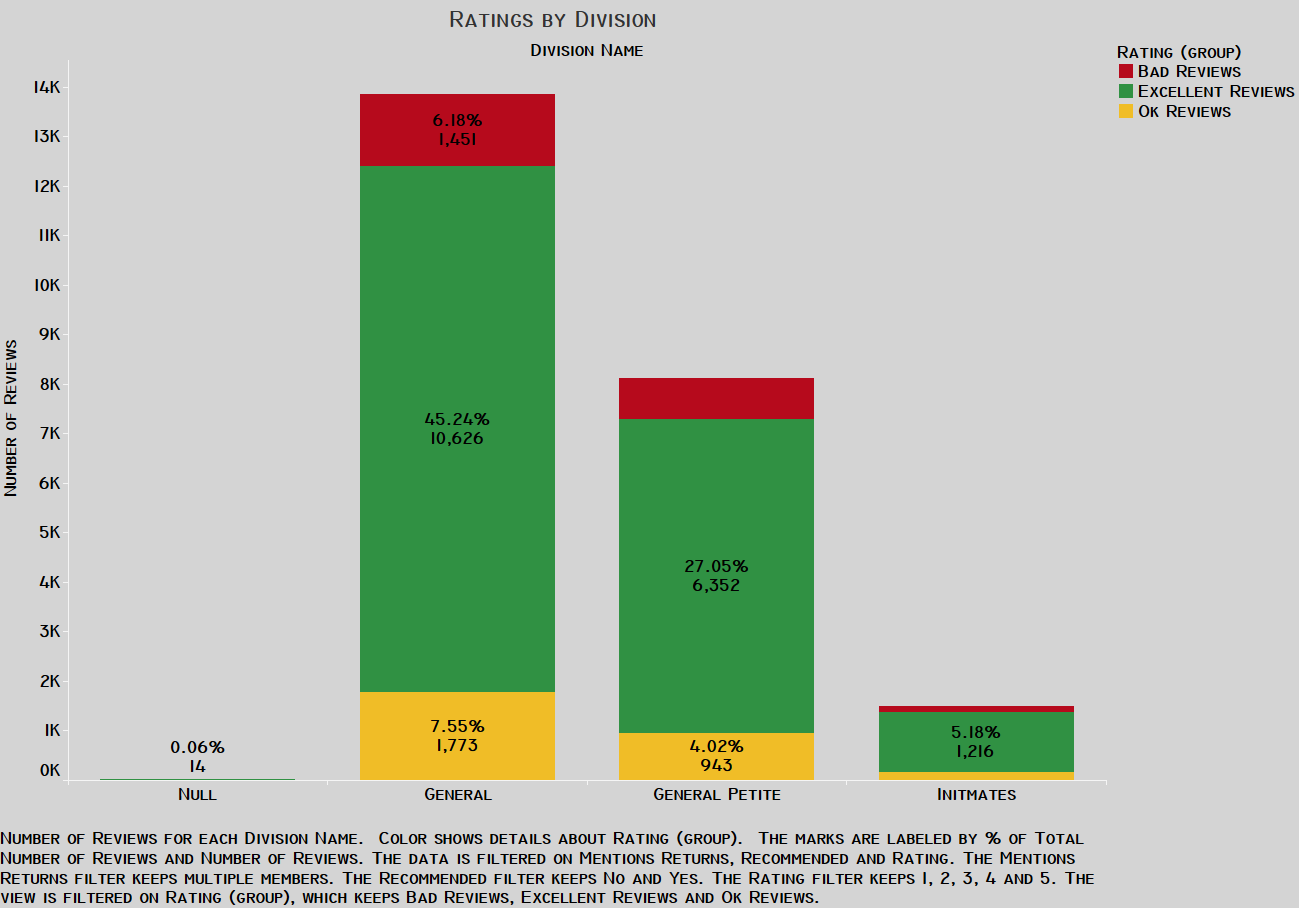 Ratings by Division
Division Name
Rating (group)
Bad Reviews
Excellent Reviews
Ok Reviews
Number of Reviews
14K
13K
12K
11K
10K
9K
8K
7K
6K
5K
4K
3K
2K
1K
0K
0.06%
14
6.18%
1,451
45.24%
10,626
7.55%
1,773
27.05%
6,352
4.02%
943
5.18%
1,216
Null
General
General Petite
Initmates
Number of Reviews for each Division Name.  Color shows details about Rating (group).  The marks are labeled by % of Total
Number of Reviews and Number of Reviews. The data is filtered on Mentions Returns, Recommended and Rating. The Mentions
Returns filter keeps multiple members. The Recommended filter keeps No and Yes. The Rating filter keeps 1, 2, 3, 4 and 5. The
view is filtered on Rating (group), which keeps Bad Reviews, Excellent Reviews and Ok Reviews.